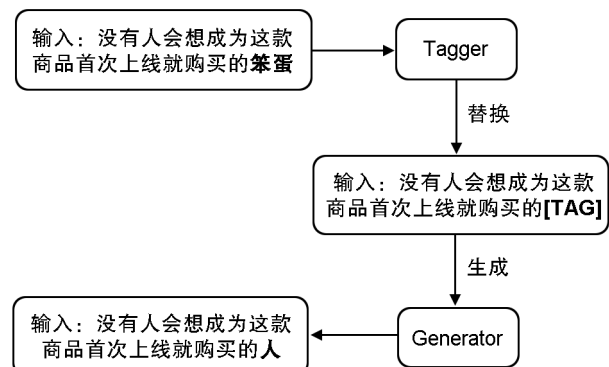 输入：没有人会想成为这款
商品首次上线就购买的笨蛋
Tagger
替换
输入：没有人会想成为这款
商品首次上线就购买的[TAG]
生成
Generator
输入：没有人会想成为这款
商品首次上线就购买的人